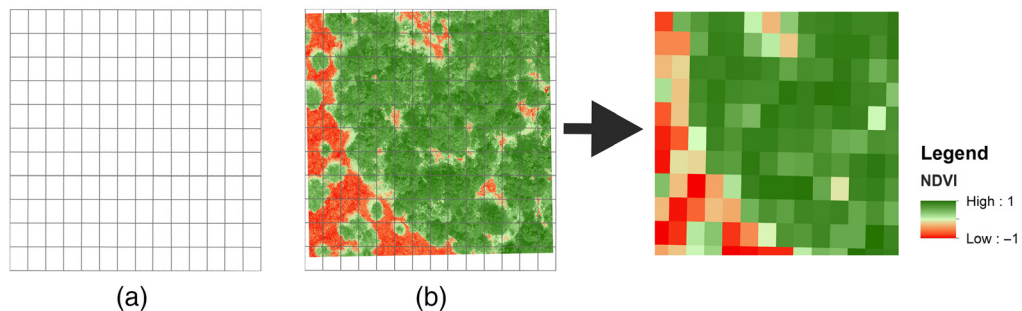 Legend
NDVI
High : 1
Low : –1
(a)
(b)